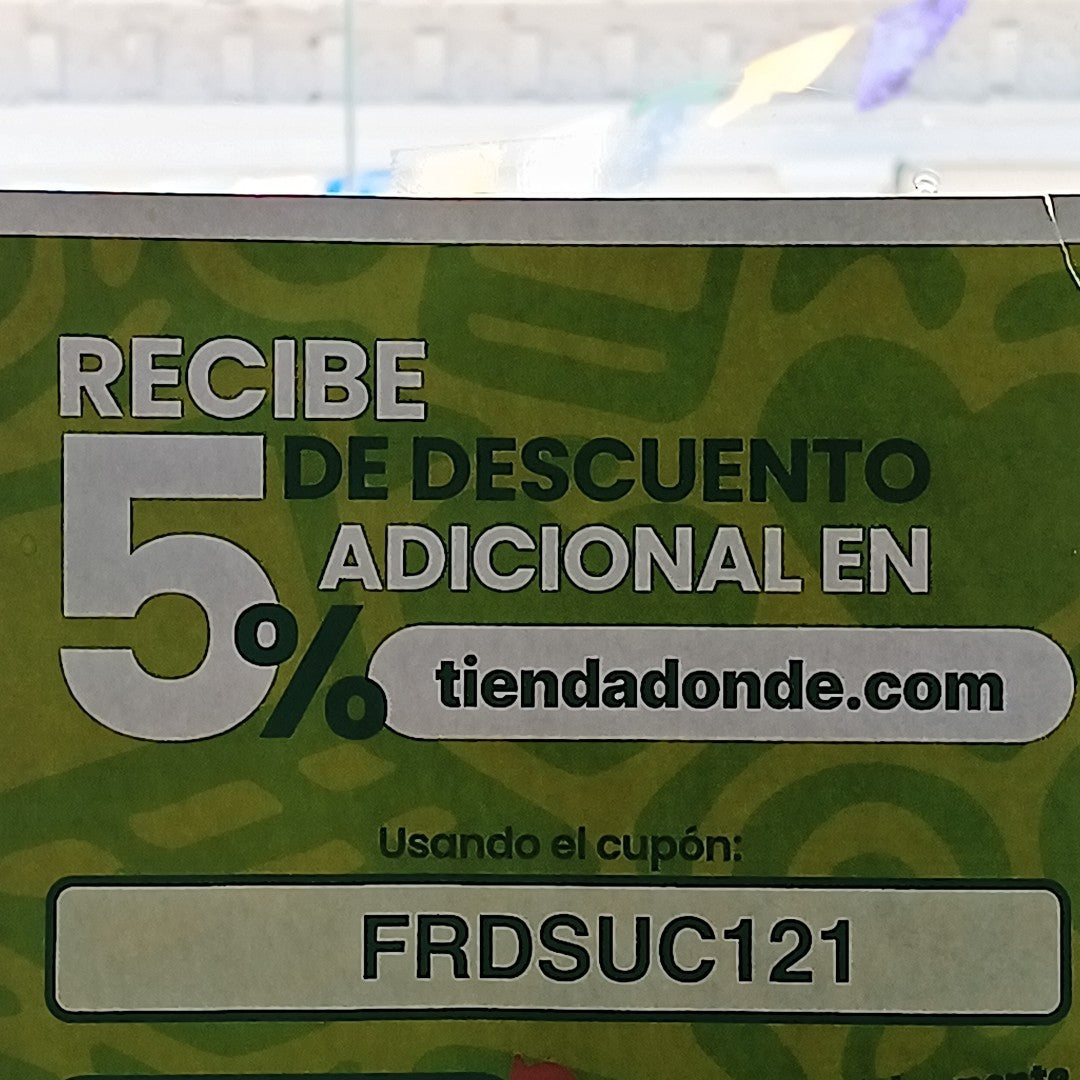 RECIBE
5% DE DESCUENTO
ADICIONAL EN
tiendadonde.com
Usando el cupón:
FRDSUC121